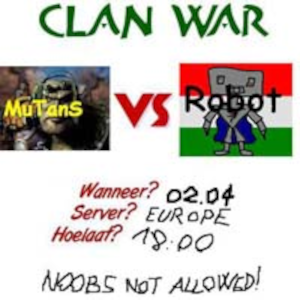 CLAN WAR
MuTanS VS Robot
Wanneer? 02.04
Server? EUROPE
Hoelaat? 18:00
NOOBS NOT ALLOWED!